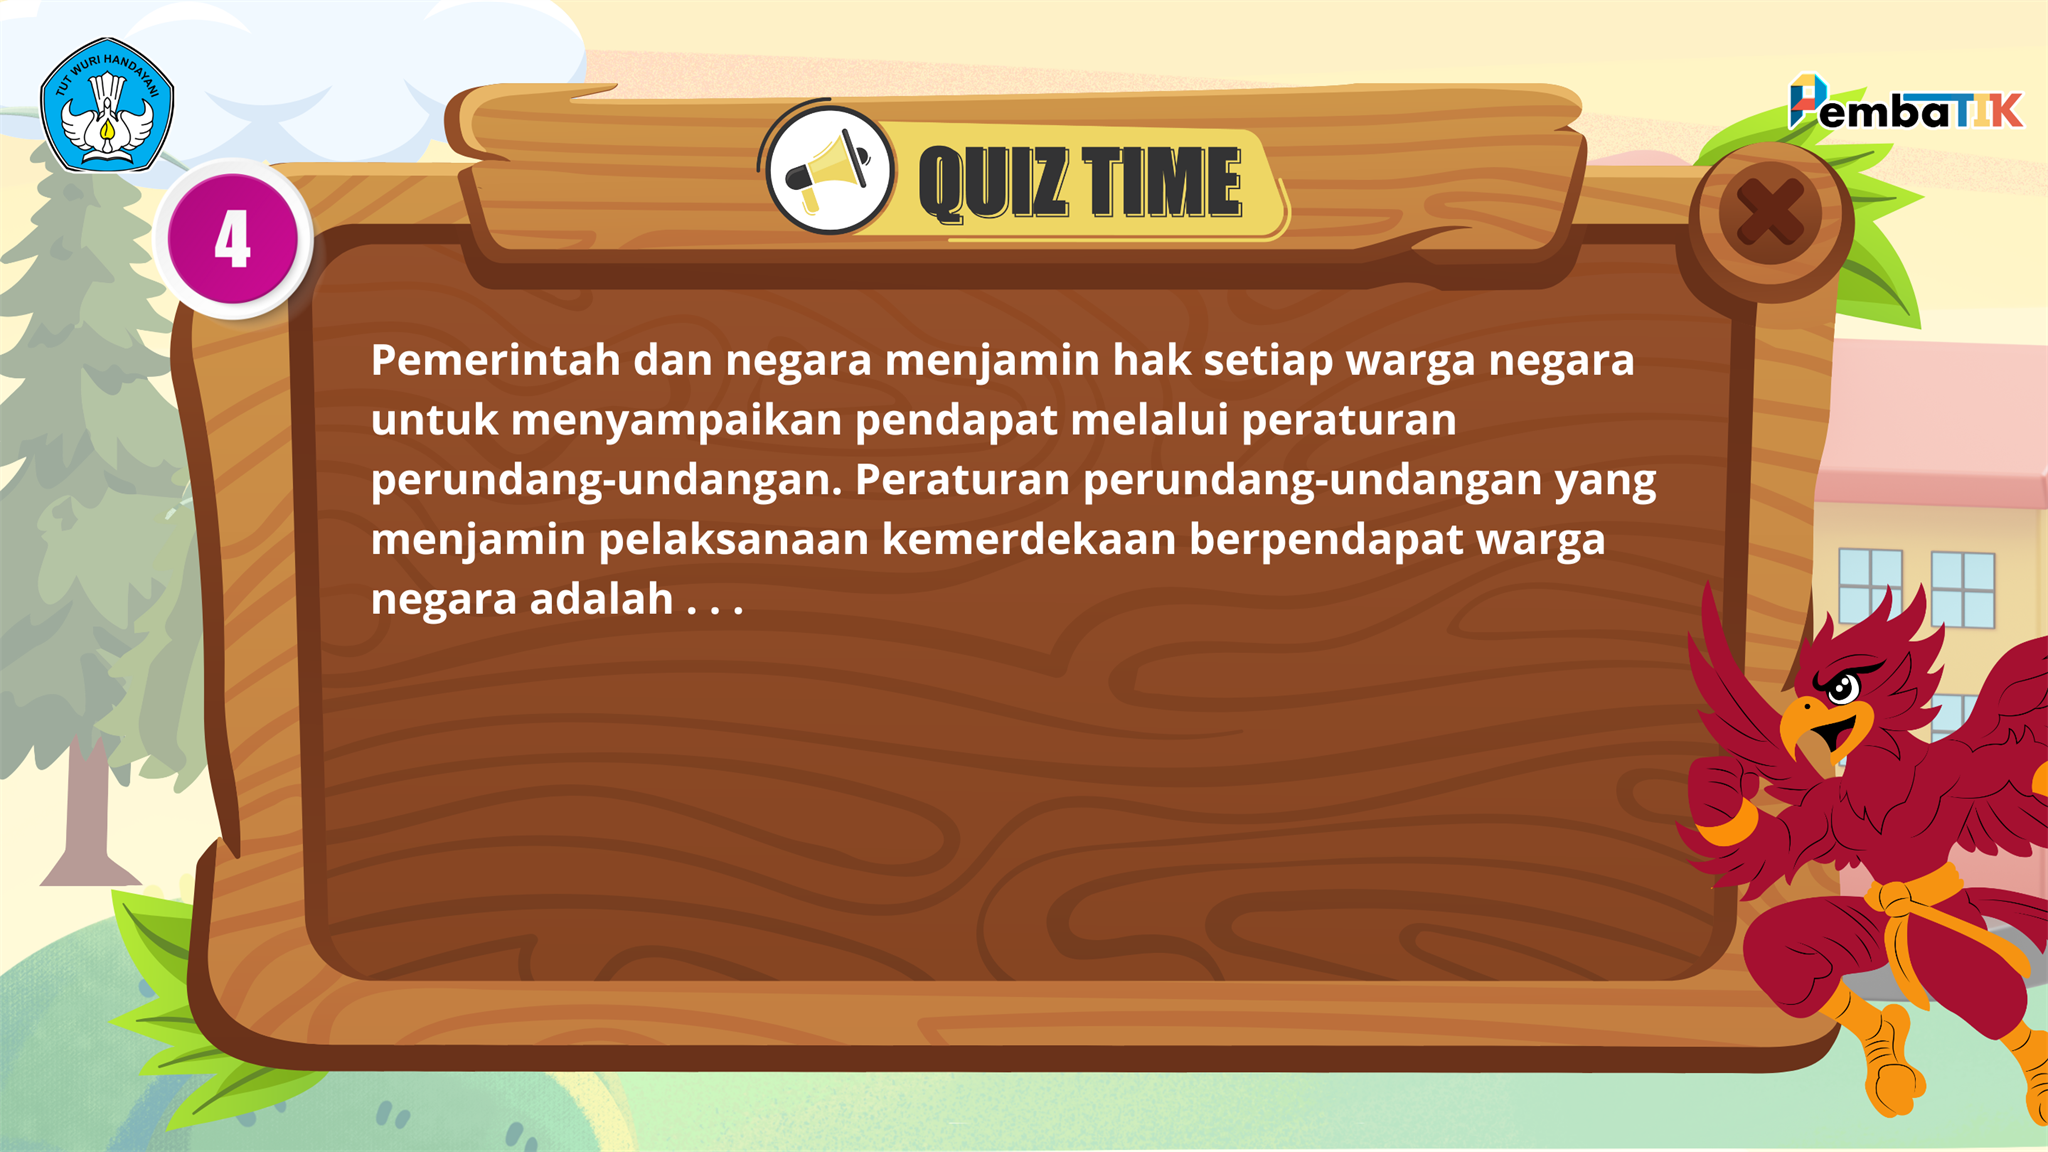 TUT WURI HANDAYANI
PembaTIK
QUIZ TIME
4
Pemerintah dan negara menjamin hak setiap warga negara
untuk menyampaikan pendapat melalui peraturan
perundang-undangan. Peraturan perundang-undangan yang
menjamin pelaksanaan kemerdekaan berpendapat warga
negara adalah . . .